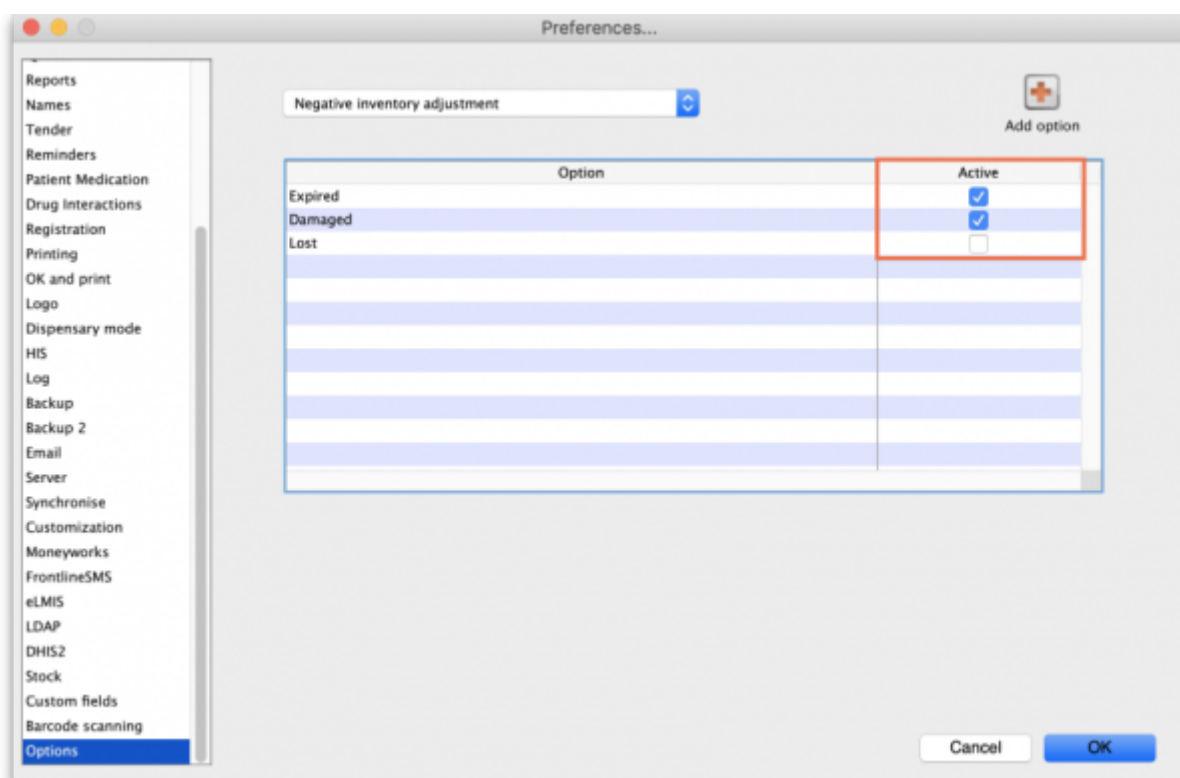 Preferences...
Reports
Names
Tender
Reminders
Patient Medication
Drug Interactions
Registration
Printing
OK and print
Logo
Dispensary mode
HIS
Log
Backup
Backup 2
Email
Server
Synchronise
Customization
Moneyworks
FrontlineSMS
eLMIS
LDAP
DHIS2
Stock
Custom fields
Barcode scanning
Options
Negative inventory adjustment
Add option
Option Active
Expired
Damaged
Lost
Cancel OK